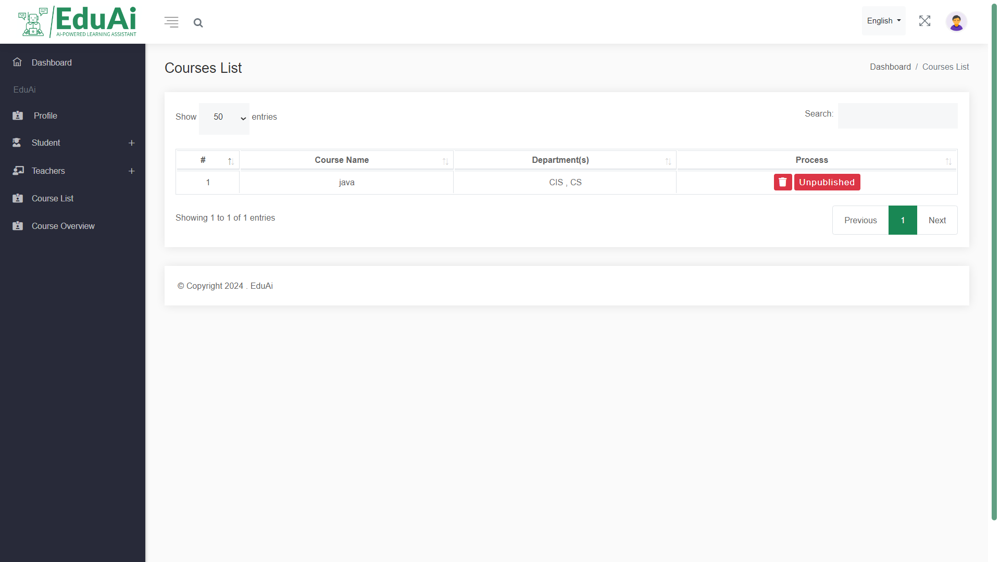 EduAi
AI-POWERED LEARNING ASSISTANT
English
Dashboard
EduAi
Profile
Student
Teachers
Course List
Course Overview
Courses List
Dashboard / Courses List
Show 50 entries
Search:
# Course Name Department(s) Process
1 java CIS , CS Unpublished
Showing 1 to 1 of 1 entries
Previous 1 Next
© Copyright 2024 . EduAi